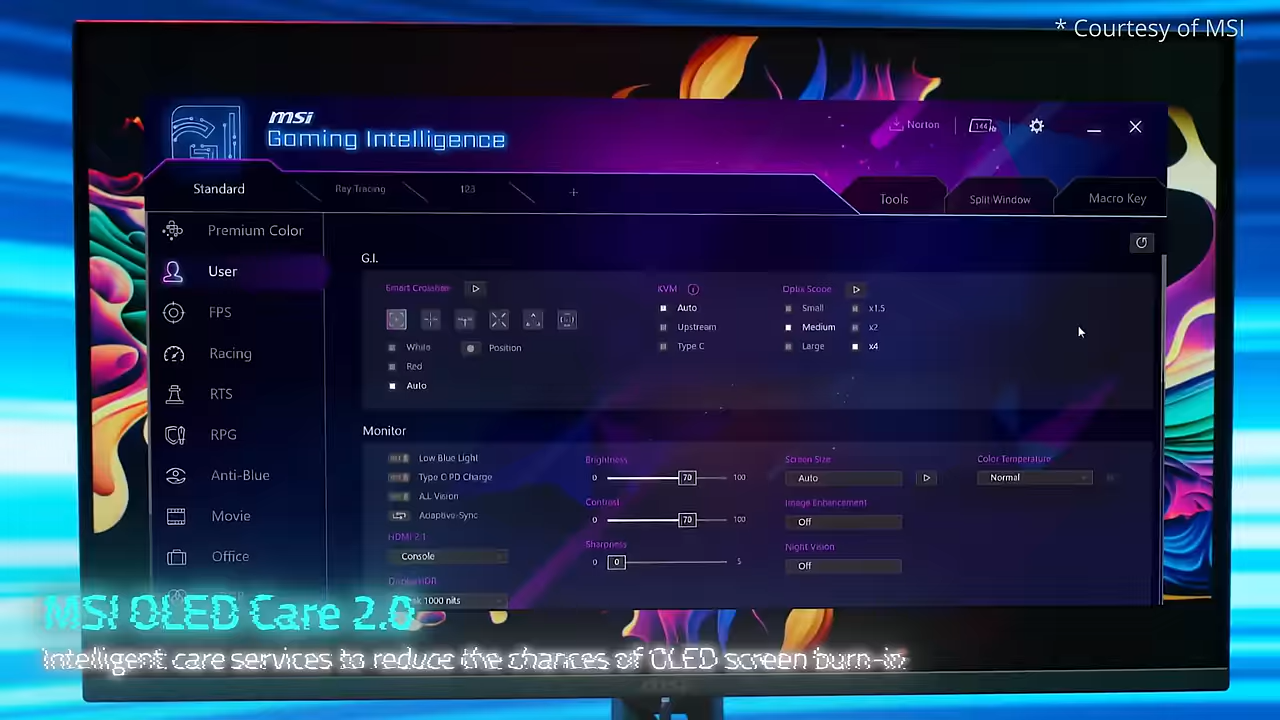 * Courtesy of MSI
msi
Gaming Intelligence
Norton
144Hz
Standard
Ray Tracing
123
+
Tools
Split Window
Macro Key
Premium Color
User
FPS
Racing
RTS
RPG
Anti-Blue
Movie
Office
G.I.
Smart Crosshair
White
Position
Red
Auto
KVM
Auto
Upstream
Type C
Optix Scope
Small
x1.5
Medium
x2
Large
x4
Monitor
Low Blue Light
Type C PD Charge
A.I. Vision
Adaptive-Sync
HDMI 2.1
Console
DisplayHDR
1000 nits
Brightness
0 70 100
Contrast
0 70 100
Sharpness
0 0 5
Screen Size
Auto
Image Enhancement
Off
Night Vision
Off
Color Temperature
Normal
MSI OLED Care 2.0
Intelligent care services to reduce the chances of OLED screen burn-in
msi